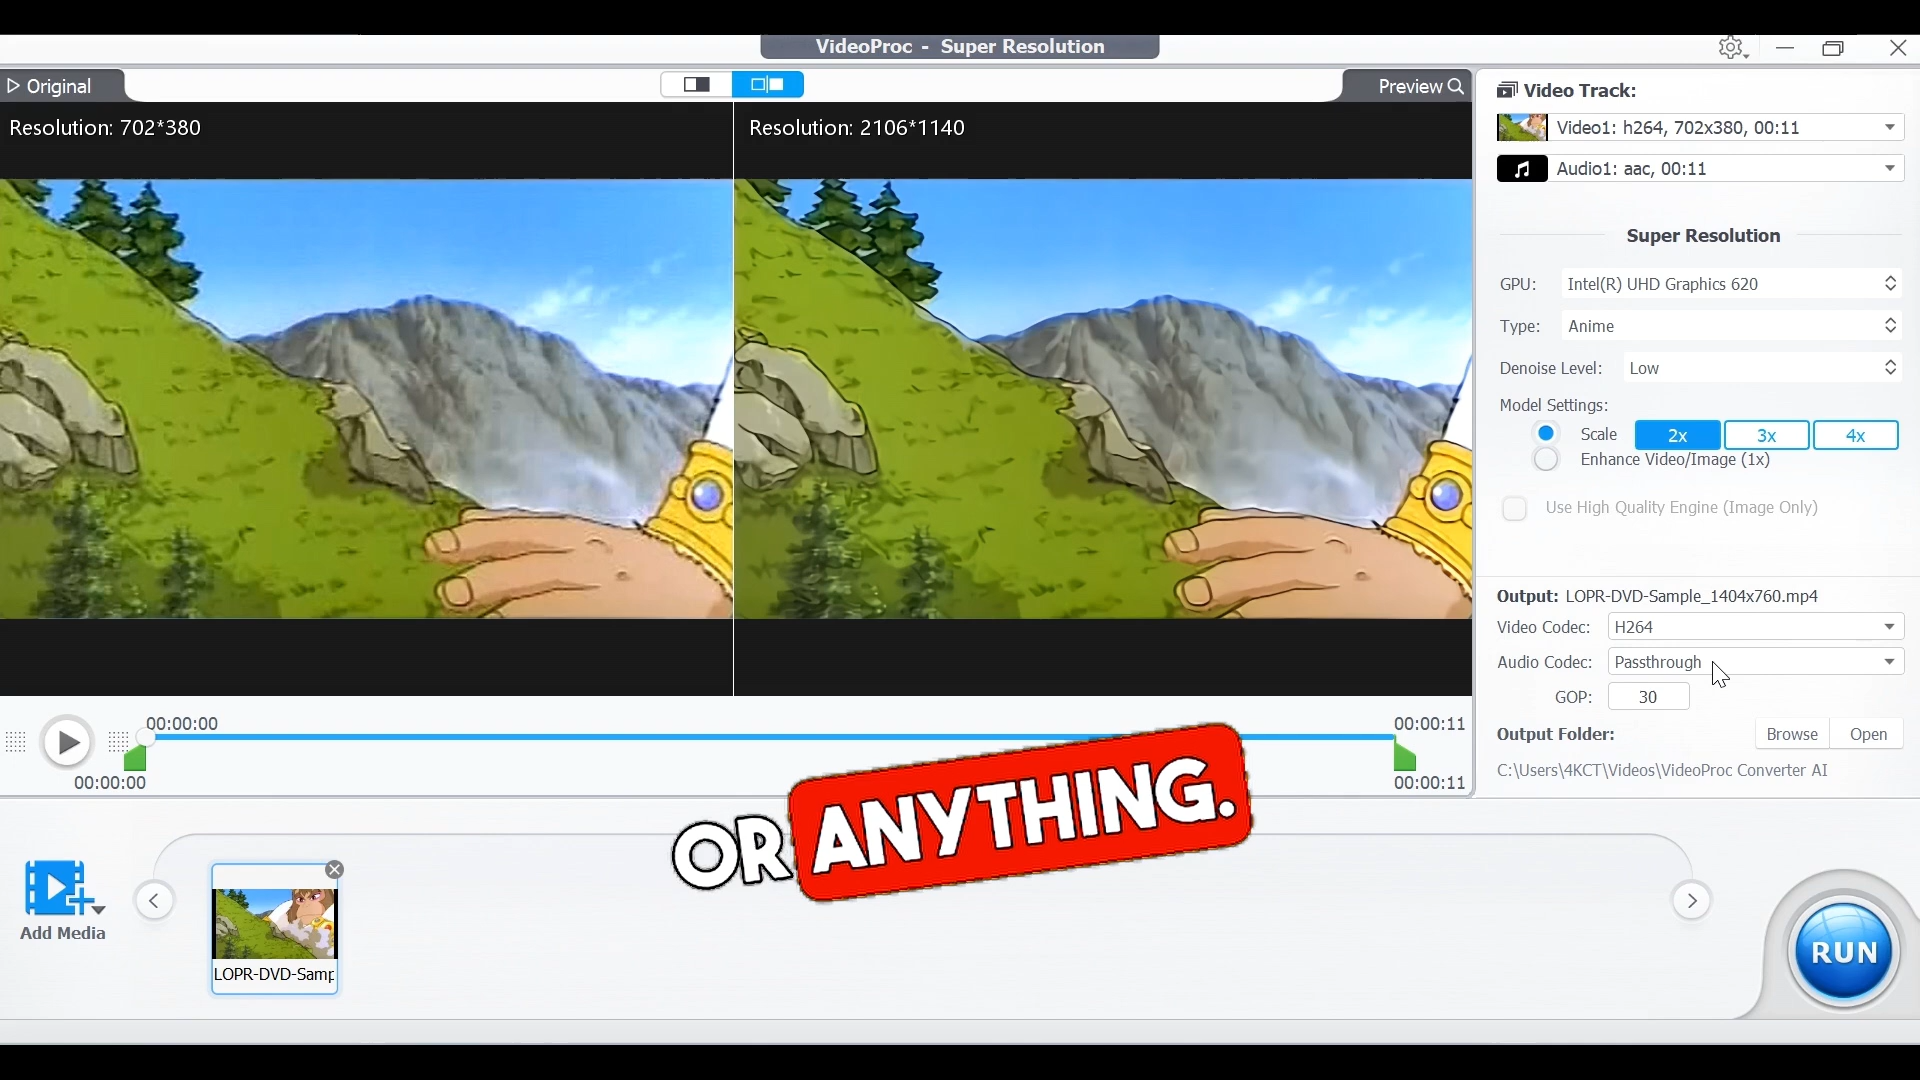 VideoProc - Super Resolution
Original
Preview
Resolution: 702*380
Resolution: 2106*1140
Video Track:
Video1: h264, 702x380, 00:11
Audio1: aac, 00:11
Super Resolution
GPU: Intel(R) UHD Graphics 620
Type: Anime
Denoise Level: Low
Model Settings:
Scale 2x 3x 4x
Enhance Video/Image (1x)
Use High Quality Engine (Image Only)
Output: LOPR-DVD-Sample_1404x760.mp4
Video Codec: H264
Audio Codec: Passthrough
GOP: 30
Output Folder: Browse Open
C:\Users\4KCT\Videos\VideoProc Converter AI
00:00:00
00:00:11
00:00:00
00:00:11
OR ANYTHING.
Add Media
LOPR-DVD-Samp
RUN